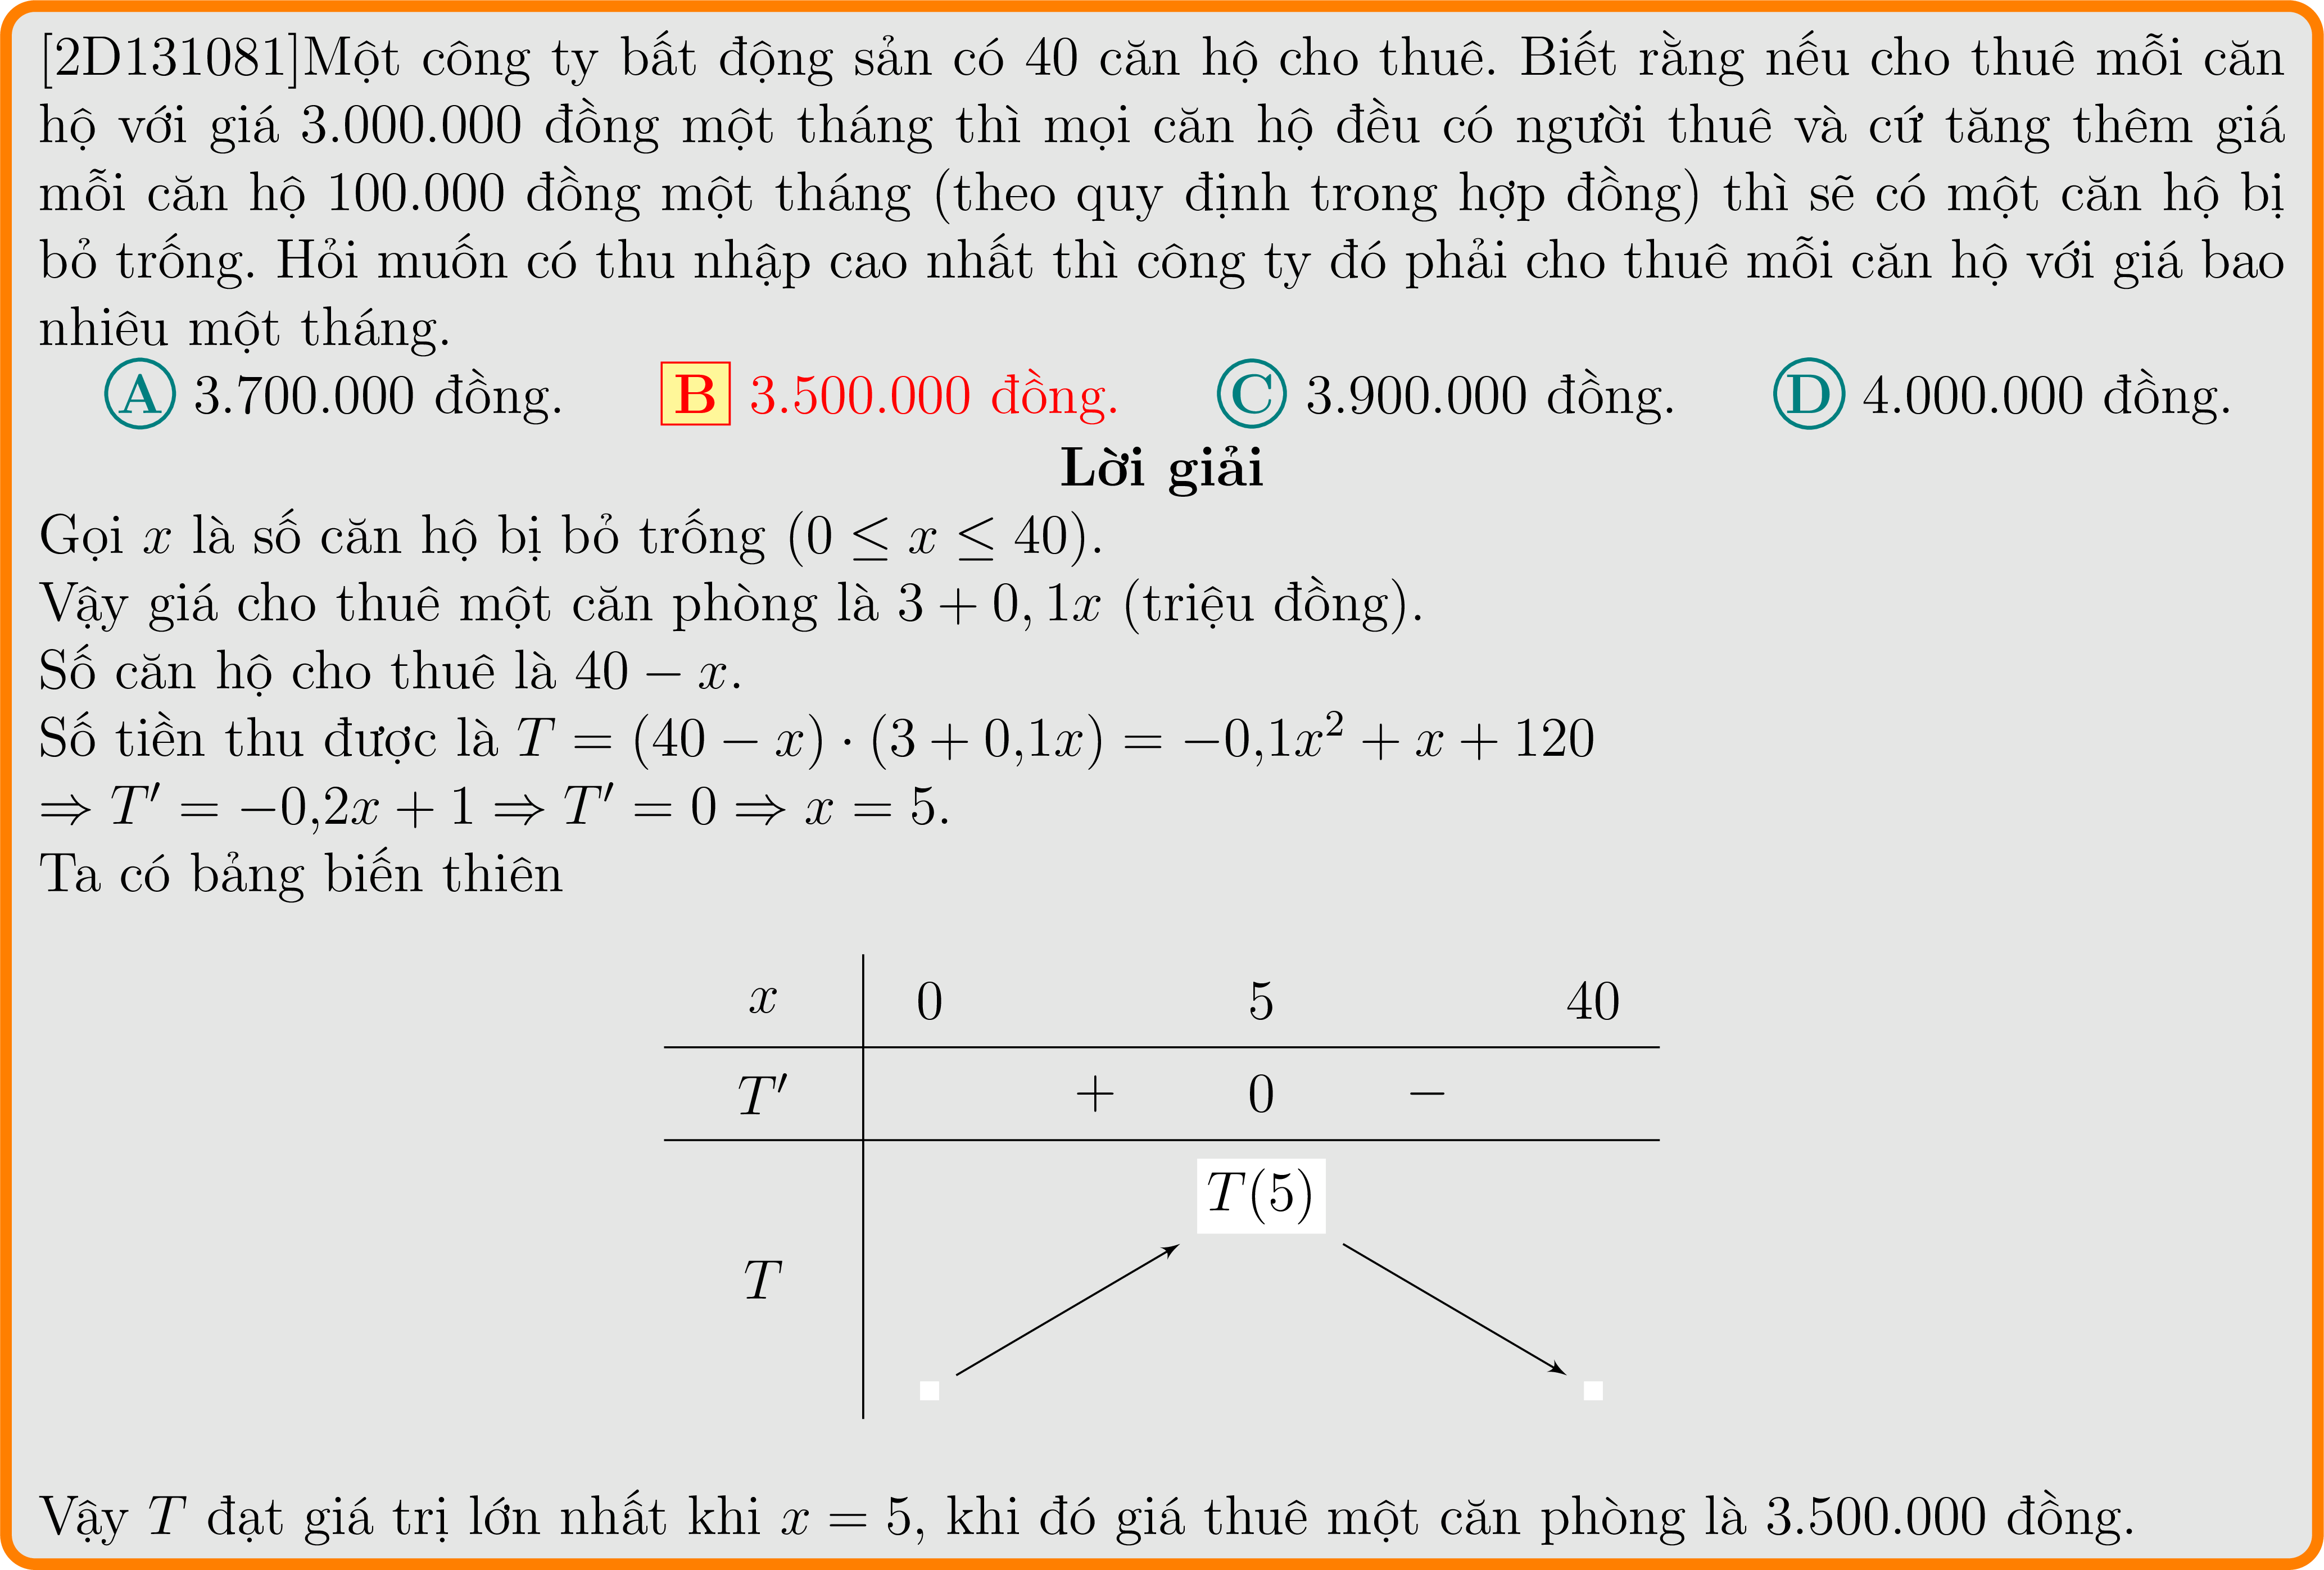 [2D131081]Một công ty bất động sản có 40 căn hộ cho thuê. Biết rằng nếu cho thuê mỗi căn
hộ với giá 3.000.000 đồng một tháng thì mọi căn hộ đều có người thuê và cứ tăng thêm giá
mỗi căn hộ 100.000 đồng một tháng (theo quy định trong hợp đồng) thì sẽ có một căn hộ bị
bỏ trống. Hỏi muốn có thu nhập cao nhất thì công ty đó phải cho thuê mỗi căn hộ với giá bao
nhiêu một tháng.
A 3.700.000 đồng. B 3.500.000 đồng. C 3.900.000 đồng. D 4.000.000 đồng.
Lời giải
Gọi x là số căn hộ bị bỏ trống (0 ≤ x ≤ 40).
Vậy giá cho thuê một căn phòng là 3 + 0, 1x (triệu đồng).
Số căn hộ cho thuê là 40 − x.
Số tiền thu được là T = (40 − x) · (3 + 0,1x) = −0,1x² + x + 120
⇒ T′ = −0,2x + 1 ⇒ T′ = 0 ⇒ x = 5.
Ta có bảng biến thiên
x 0 5 40
T′ + 0 −
T(5)
T
Vậy T đạt giá trị lớn nhất khi x = 5, khi đó giá thuê một căn phòng là 3.500.000 đồng.